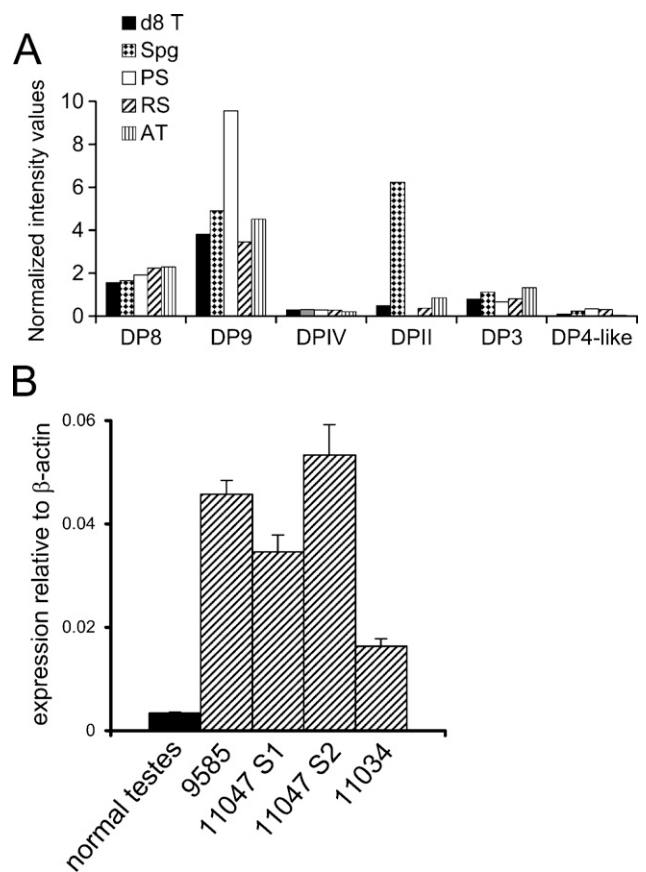 A
d8 T
Spg
PS
RS
AT
Normalized intensity values
10
8
6
4
2
0
DP8 DP9 DPIV DPII DP3 DP4-like
B
expression relative to β-actin
0.06
0.04
0.02
0
normal testes 9585 11047 S1 11047 S2 11034